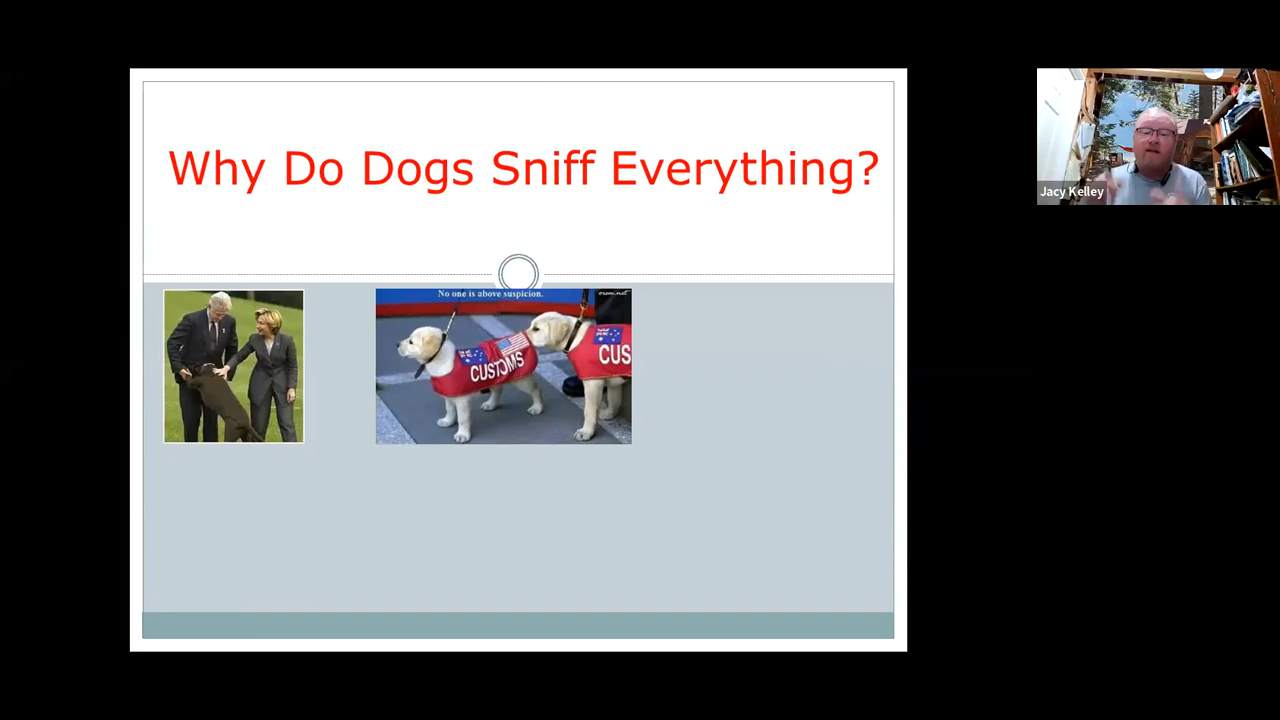 Why Do Dogs Sniff Everything?
No one is above suspicion.
CUSTOMS
CUS
Jacy Kelley